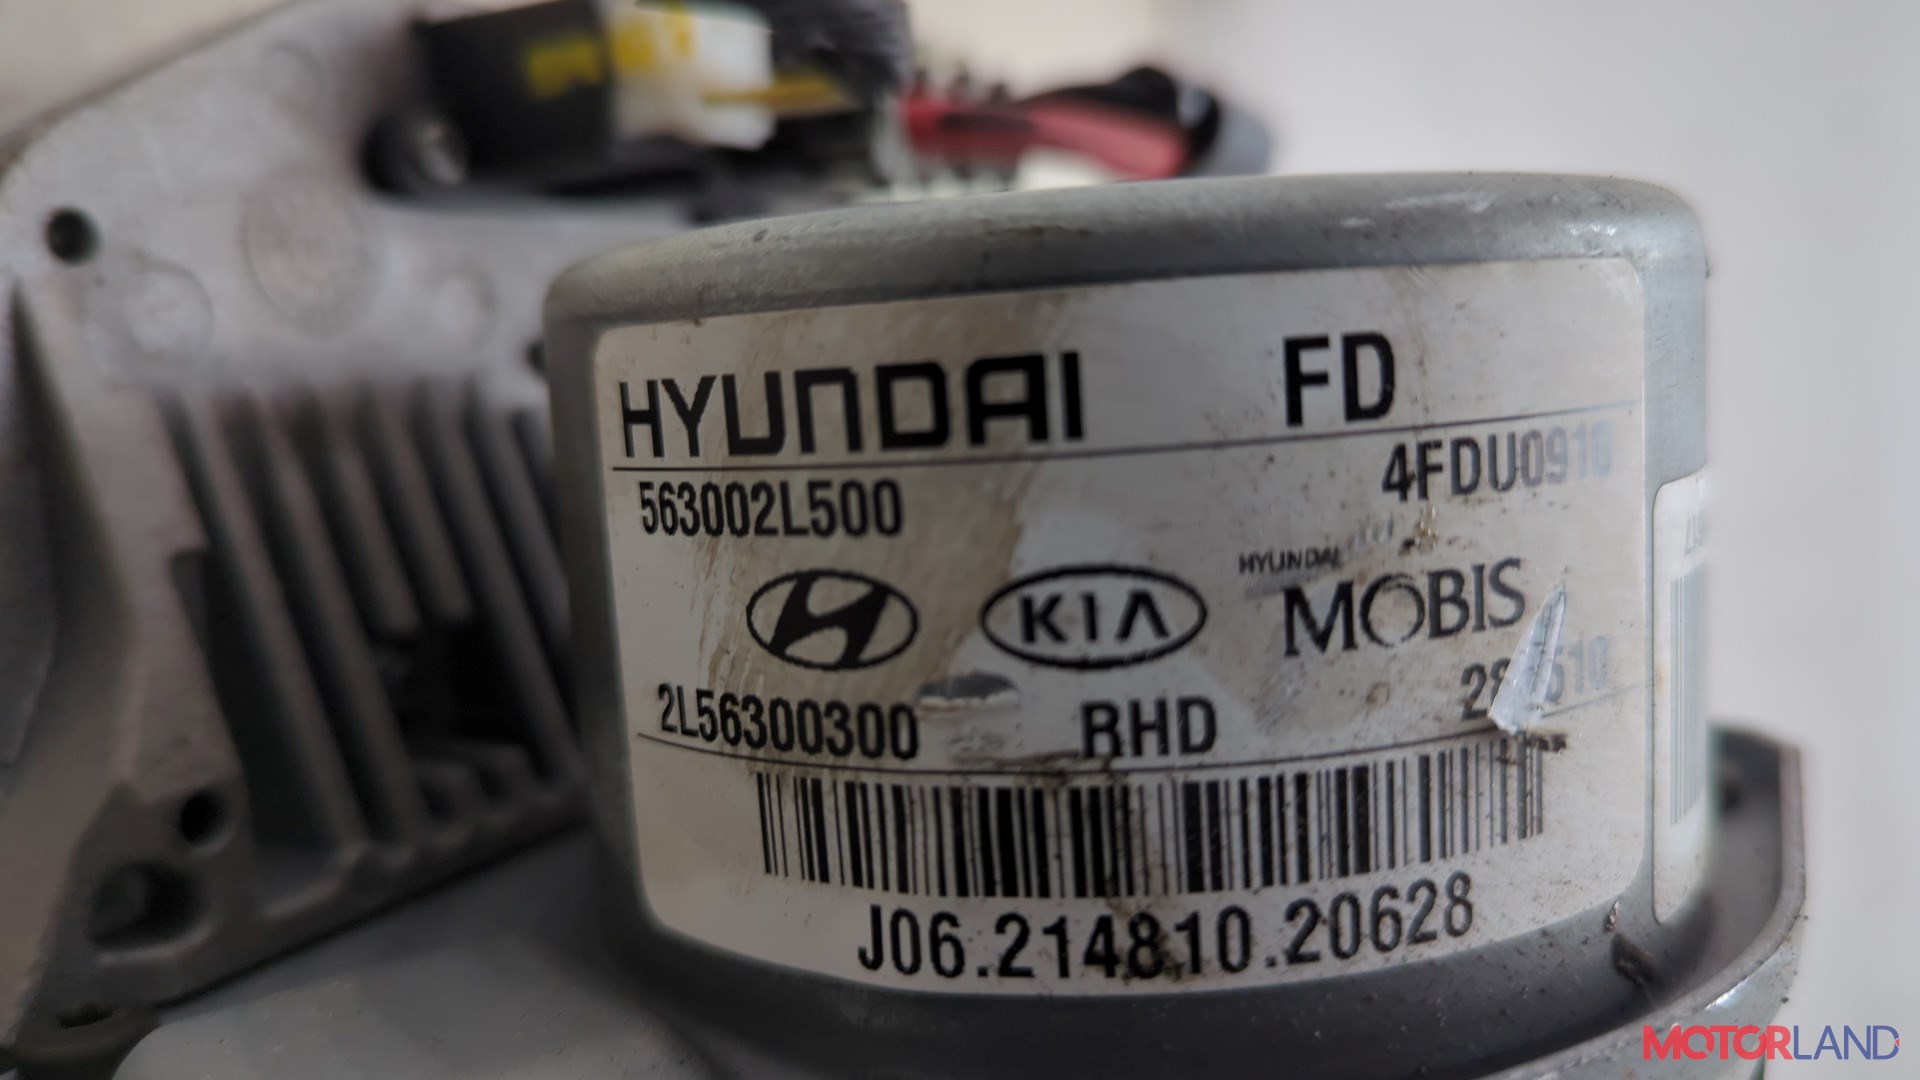 HYUNDAI FD
563002L500 4FDU0910
KIA HYUNDAI MOBIS
2L56300300 RHD
J06.214810.20628
MOTORLAND